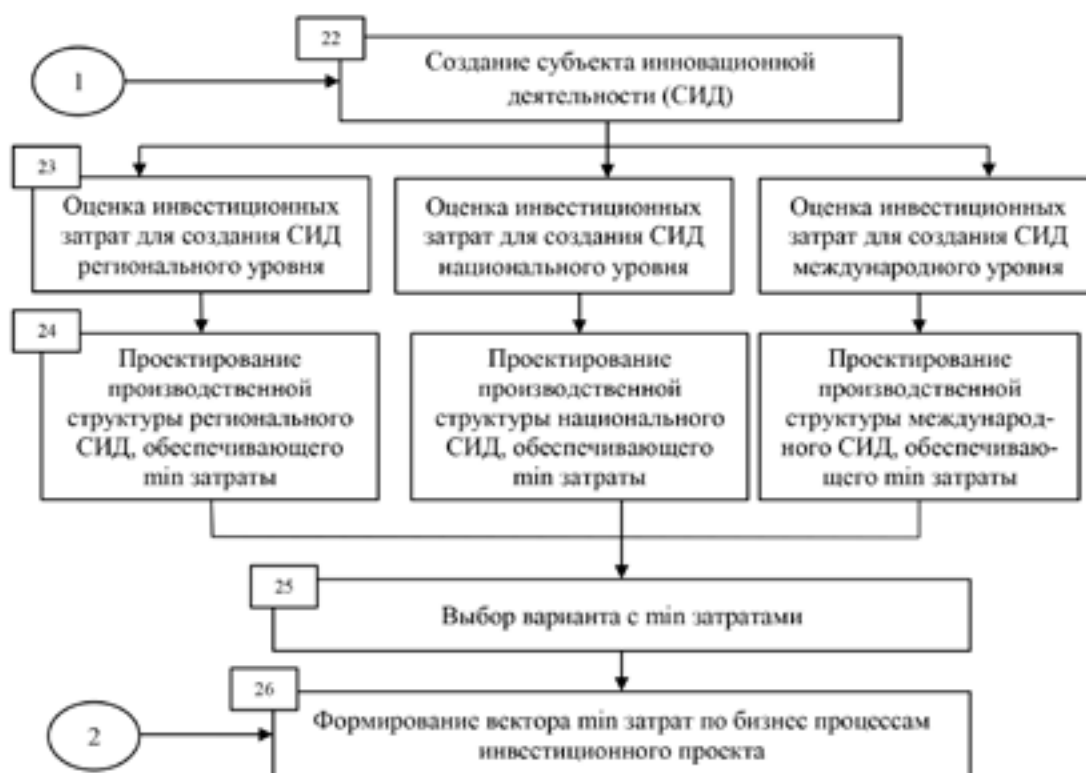 22
1
Создание субъекта инновационной
деятельности (СИД)
23
Оценка инвестиционных
затрат для создания СИД
регионального уровня
Оценка инвестиционных
затрат для создания СИД
национального уровня
Оценка инвестиционных
затрат для создания СИД
международного уровня
24
Проектирование
производственной
структуры регионального
СИД, обеспечивающего
min затраты
Проектирование
производственной
структуры национального
СИД, обеспечивающего
min затраты
Проектирование
производственной
структуры международ-
ного СИД, обеспечиваю-
щего min затраты
25
Выбор варианта с min затратами
26
2
Формирование вектора min затрат по бизнес процессам
инвестиционного проекта